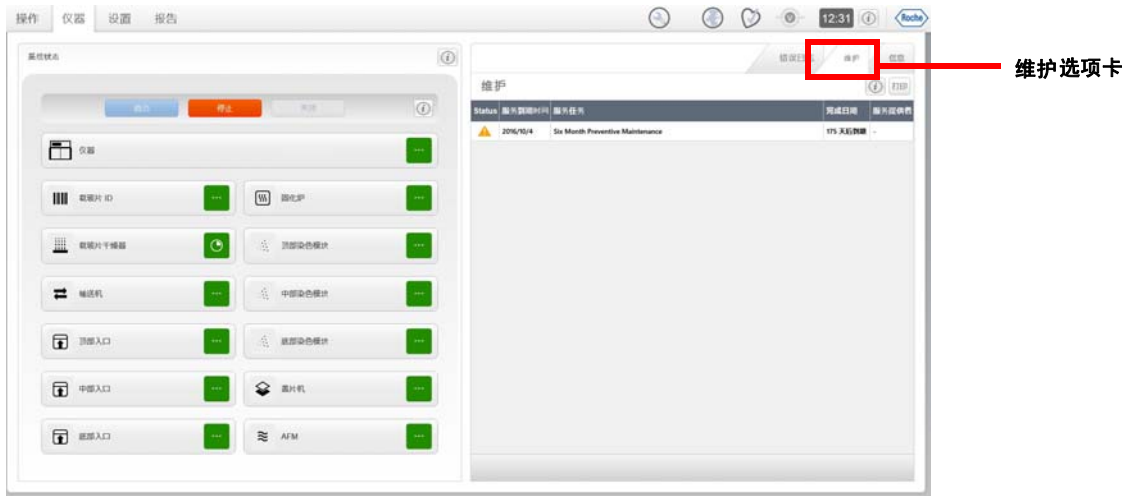 操作 仪器 设置 报告 12:31 Roche
系统状态
错误日志 维护 信息
维护选项卡
维护 打印
启动 停止 关闭
Status 服务到期时间 服务任务 完成日期 服务提供者
2016/10/4 Six Month Preventive Maintenance 175 天后到期 -
仪器
载玻片 ID 固化炉
载玻片干燥器 顶部染色模块
输送机 中部染色模块
顶部入口 底部染色模块
中部入口 盖片机
底部入口 AFM